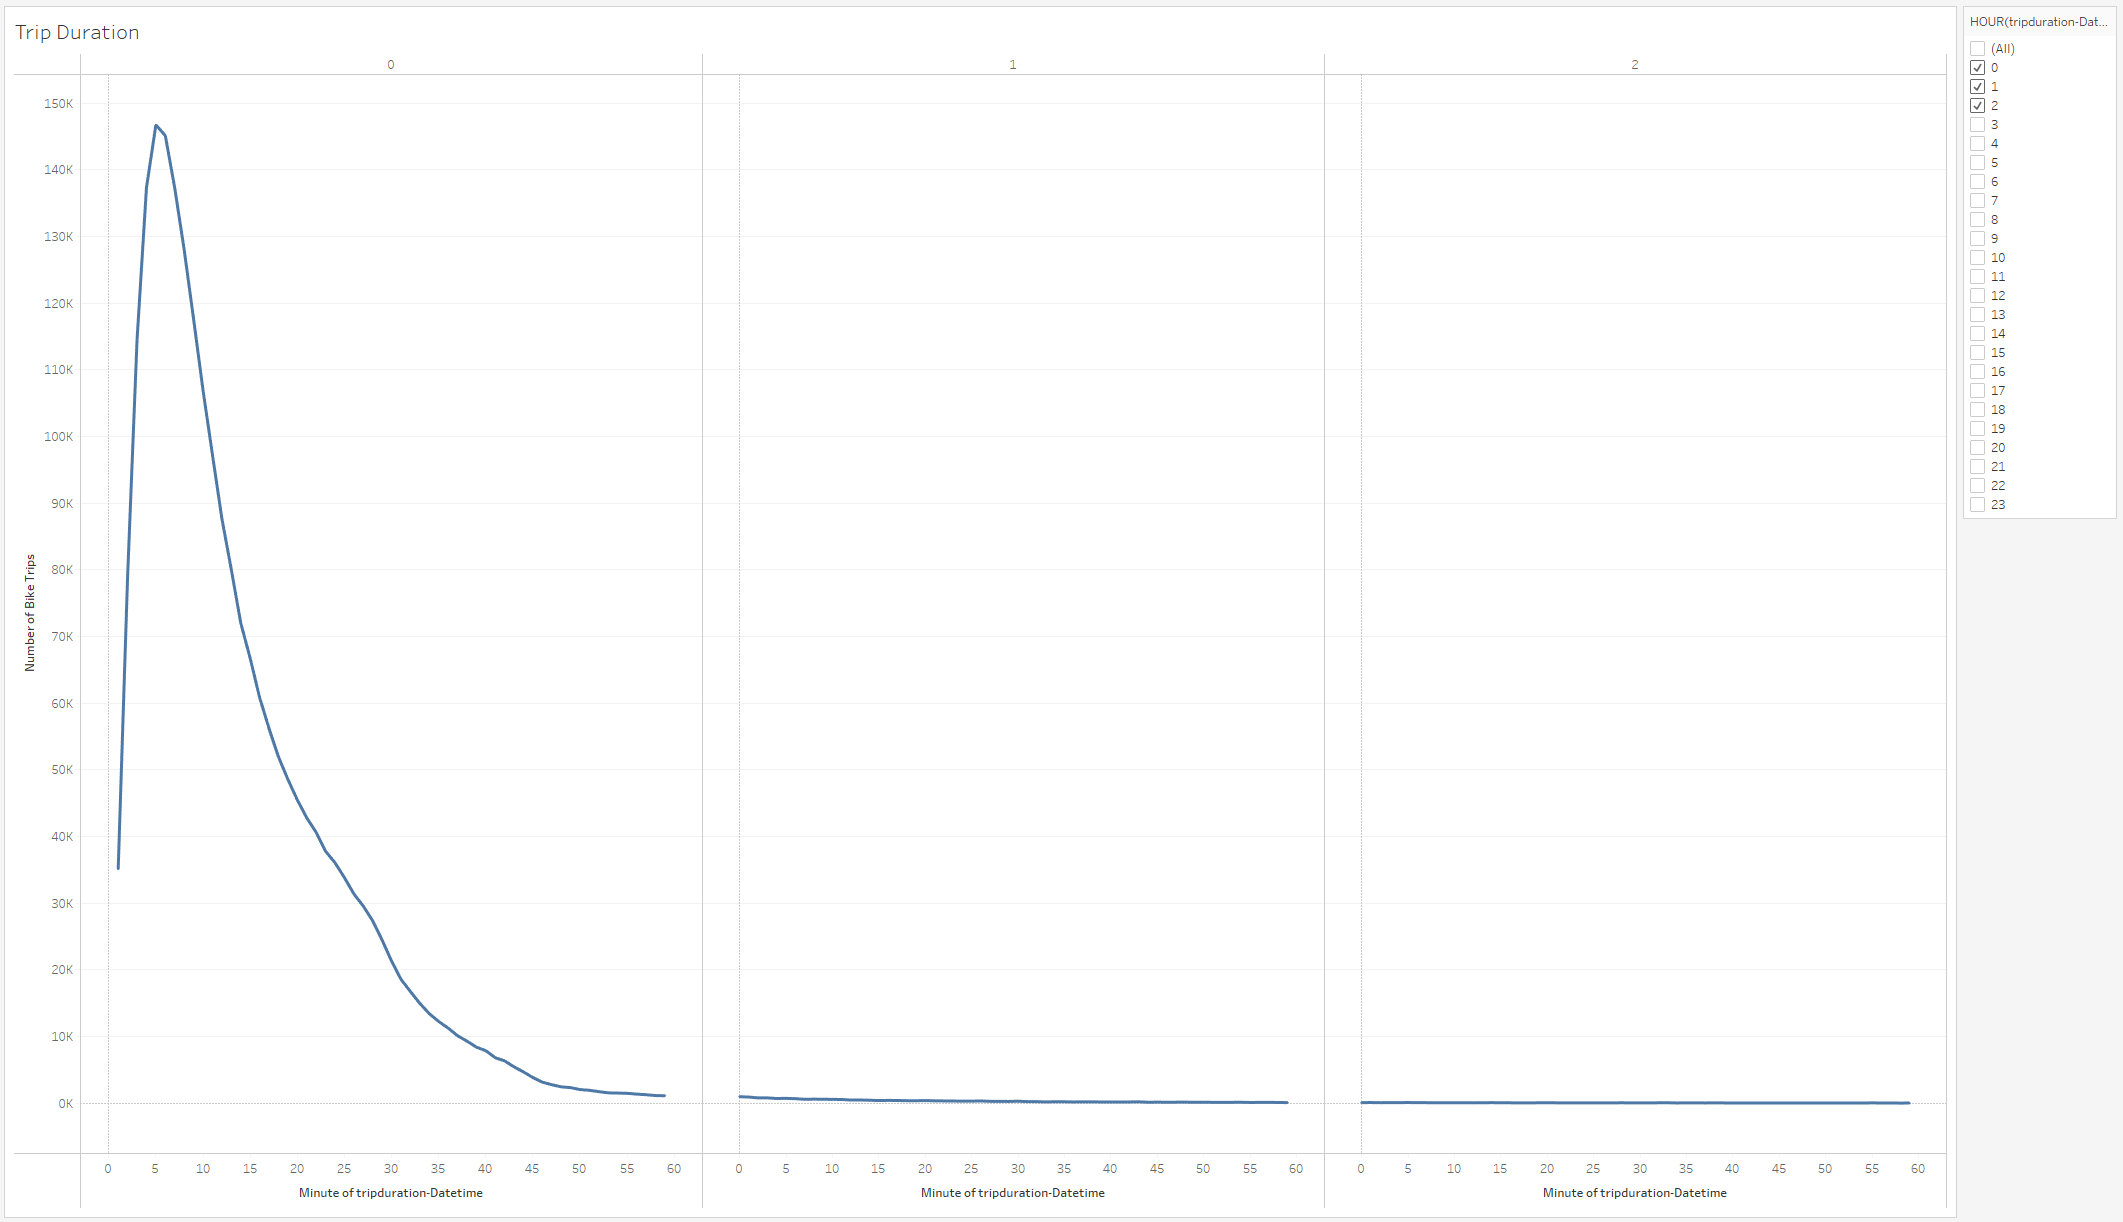 Trip Duration
0 1 2
150K
140K
130K
120K
110K
100K
90K
80K
70K
60K
50K
40K
30K
20K
10K
0K
Number of Bike Trips
0 5 10 15 20 25 30 35 40 45 50 55 60
Minute of tripduration-Datetime
0 5 10 15 20 25 30 35 40 45 50 55 60
Minute of tripduration-Datetime
0 5 10 15 20 25 30 35 40 45 50 55 60
Minute of tripduration-Datetime
HOUR(tripduration-Dat...
(All)
0
1
2
3
4
5
6
7
8
9
10
11
12
13
14
15
16
17
18
19
20
21
22
23